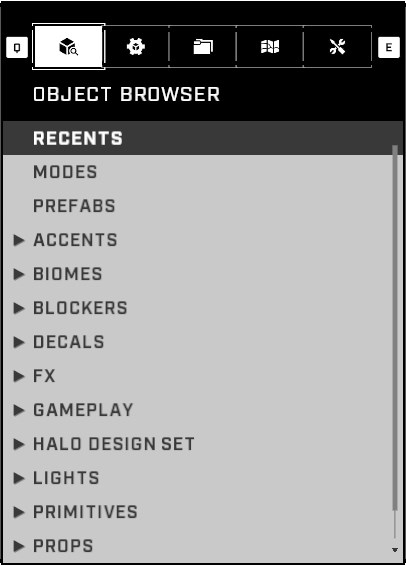 Q E
OBJECT BROWSER
RECENTS
MODES
PREFABS
ACCENTS
BIOMES
BLOCKERS
DECALS
FX
GAMEPLAY
HALO DESIGN SET
LIGHTS
PRIMITIVES
PROPS